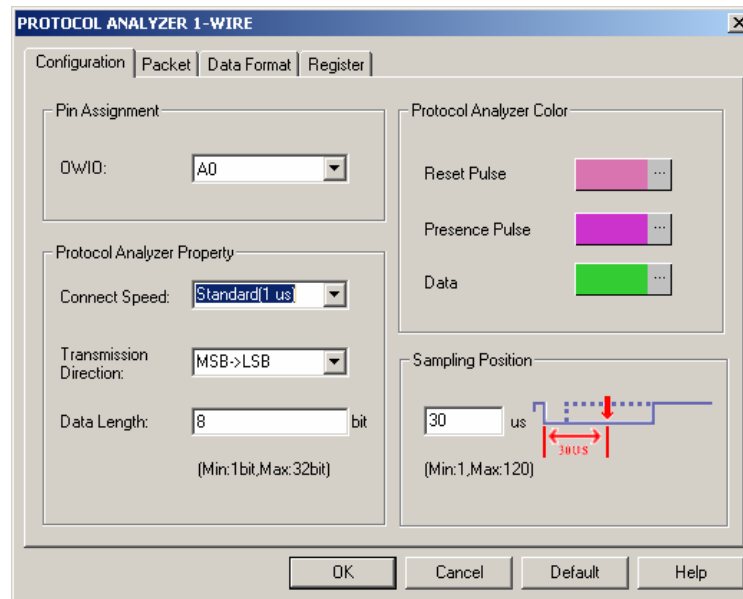 PROTOCOL ANALYZER 1-WIRE
Configuration Packet Data Format Register
Pin Assignment
OWIO: A0
Protocol Analyzer Property
Connect Speed: Standard(1 us)
Transmission
Direction: MSB->LSB
Data Length: 8 bit
(Min:1bit,Max:32bit)
Protocol Analyzer Color
Reset Pulse ...
Presence Pulse ...
Data ...
Sampling Position
30 us
30US
(Min:1,Max:120)
OK Cancel Default Help